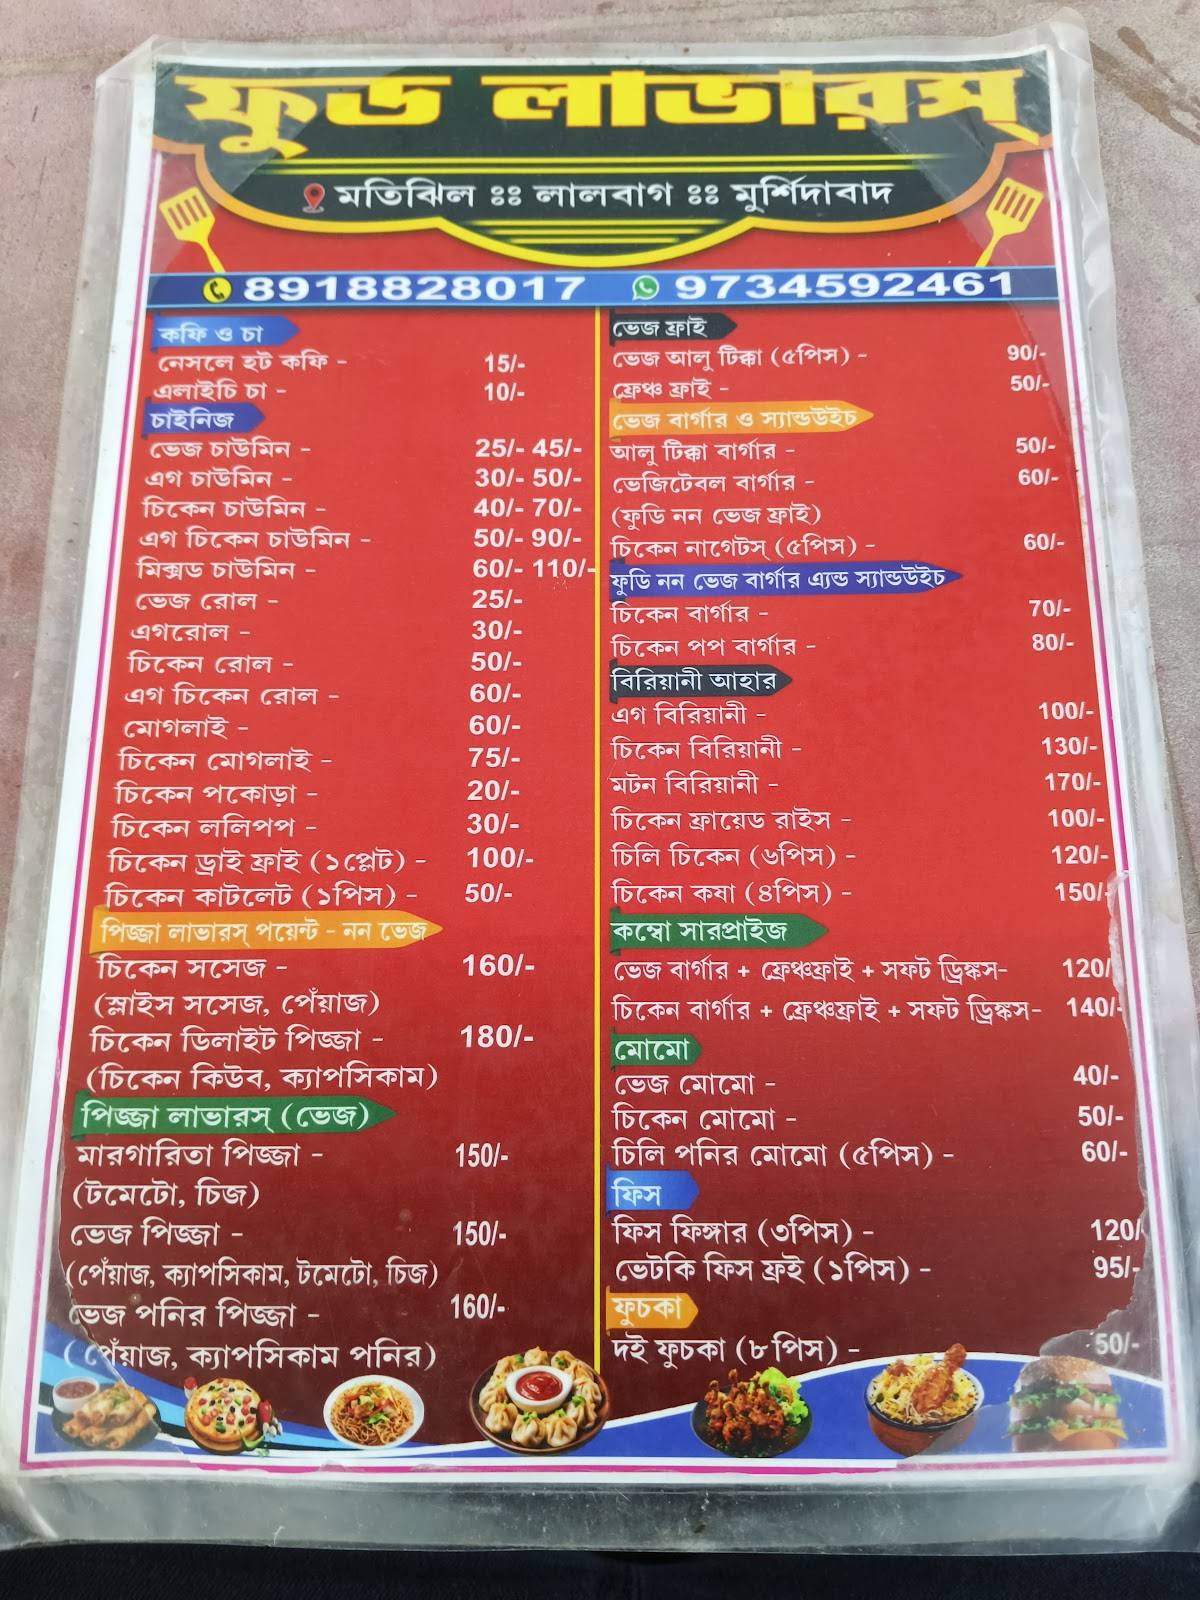 ফুড লাভারস্
মতিঝিল ঃঃ লালবাগ ঃঃ মুর্শিদাবাদ
8918828017 9734592461
কফি ও চা
নেসলে হট কফি - 15/-
এলাইচি চা - 10/-
চাইনিজ
ভেজ চাউমিন - 25/- 45/-
এগ চাউমিন - 30/- 50/-
চিকেন চাউমিন - 40/- 70/-
এগ চিকেন চাউমিন - 50/- 90/-
মিক্সড চাউমিন - 60/- 110/-
ভেজ রোল - 25/-
এগরোল - 30/-
চিকেন রোল - 50/-
এগ চিকেন রোল - 60/-
মোগলাই - 60/-
চিকেন মোগলাই - 75/-
চিকেন পকোড়া - 20/-
চিকেন ললিপপ - 30/-
চিকেন ড্রাই ফ্রাই (১প্লেট) - 100/-
চিকেন কাটলেট (১পিস) - 50/-
পিজ্জা লাভারস্ পয়েন্ট - নন ভেজ
চিকেন সসেজ - 160/-
(স্লাইস সসেজ, পেঁয়াজ)
চিকেন ডিলাইট পিজ্জা - 180/-
(চিকেন কিউব, ক্যাপসিকাম)
পিজ্জা লাভারস্ (ভেজ)
মারগারিতা পিজ্জা - 150/-
(টমেটো, চিজ)
ভেজ পিজ্জা - 150/-
(পেঁয়াজ, ক্যাপসিকাম, টমেটো, চিজ)
ভেজ পনির পিজ্জা - 160/-
( পেঁয়াজ, ক্যাপসিকাম পনির)
ভেজ ফ্রাই
ভেজ আলু টিক্কা (৫পিস) - 90/-
ফ্রেঞ্চ ফ্রাই - 50/-
ভেজ বার্গার ও স্যান্ডউইচ
আলু টিক্কা বার্গার - 50/-
ভেজিটেবল বার্গার - 60/-
(ফুডি নন ভেজ ফ্রাই)
চিকেন নাগেটস্ (৫পিস) - 60/-
ফুডি নন ভেজ বার্গার এ্যন্ড স্যান্ডউইচ
চিকেন বার্গার - 70/-
চিকেন পপ বার্গার - 80/-
বিরিয়ানী আহার
এগ বিরিয়ানী - 100/-
চিকেন বিরিয়ানী - 130/-
মটন বিরিয়ানী - 170/-
চিকেন ফ্রায়েড রাইস - 100/-
চিলি চিকেন (৬পিস) - 120/-
চিকেন কষা (৪পিস) - 150/-
কম্বো সারপ্রাইজ
ভেজ বার্গার + ফ্রেঞ্চফ্রাই + সফট ড্রিঙ্কস- 120/
চিকেন বার্গার + ফ্রেঞ্চফ্রাই + সফট ড্রিঙ্কস- 140/-
মোমো
ভেজ মোমো - 40/-
চিকেন মোমো - 50/-
চিলি পনির মোমো (৫পিস) - 60/-
ফিস
ফিস ফিঙ্গার (৩পিস) - 120/
ভেটকি ফিস ফ্রই (১পিস) - 95/-
ফুচকা
দই ফুচকা (৮পিস) - 50/-